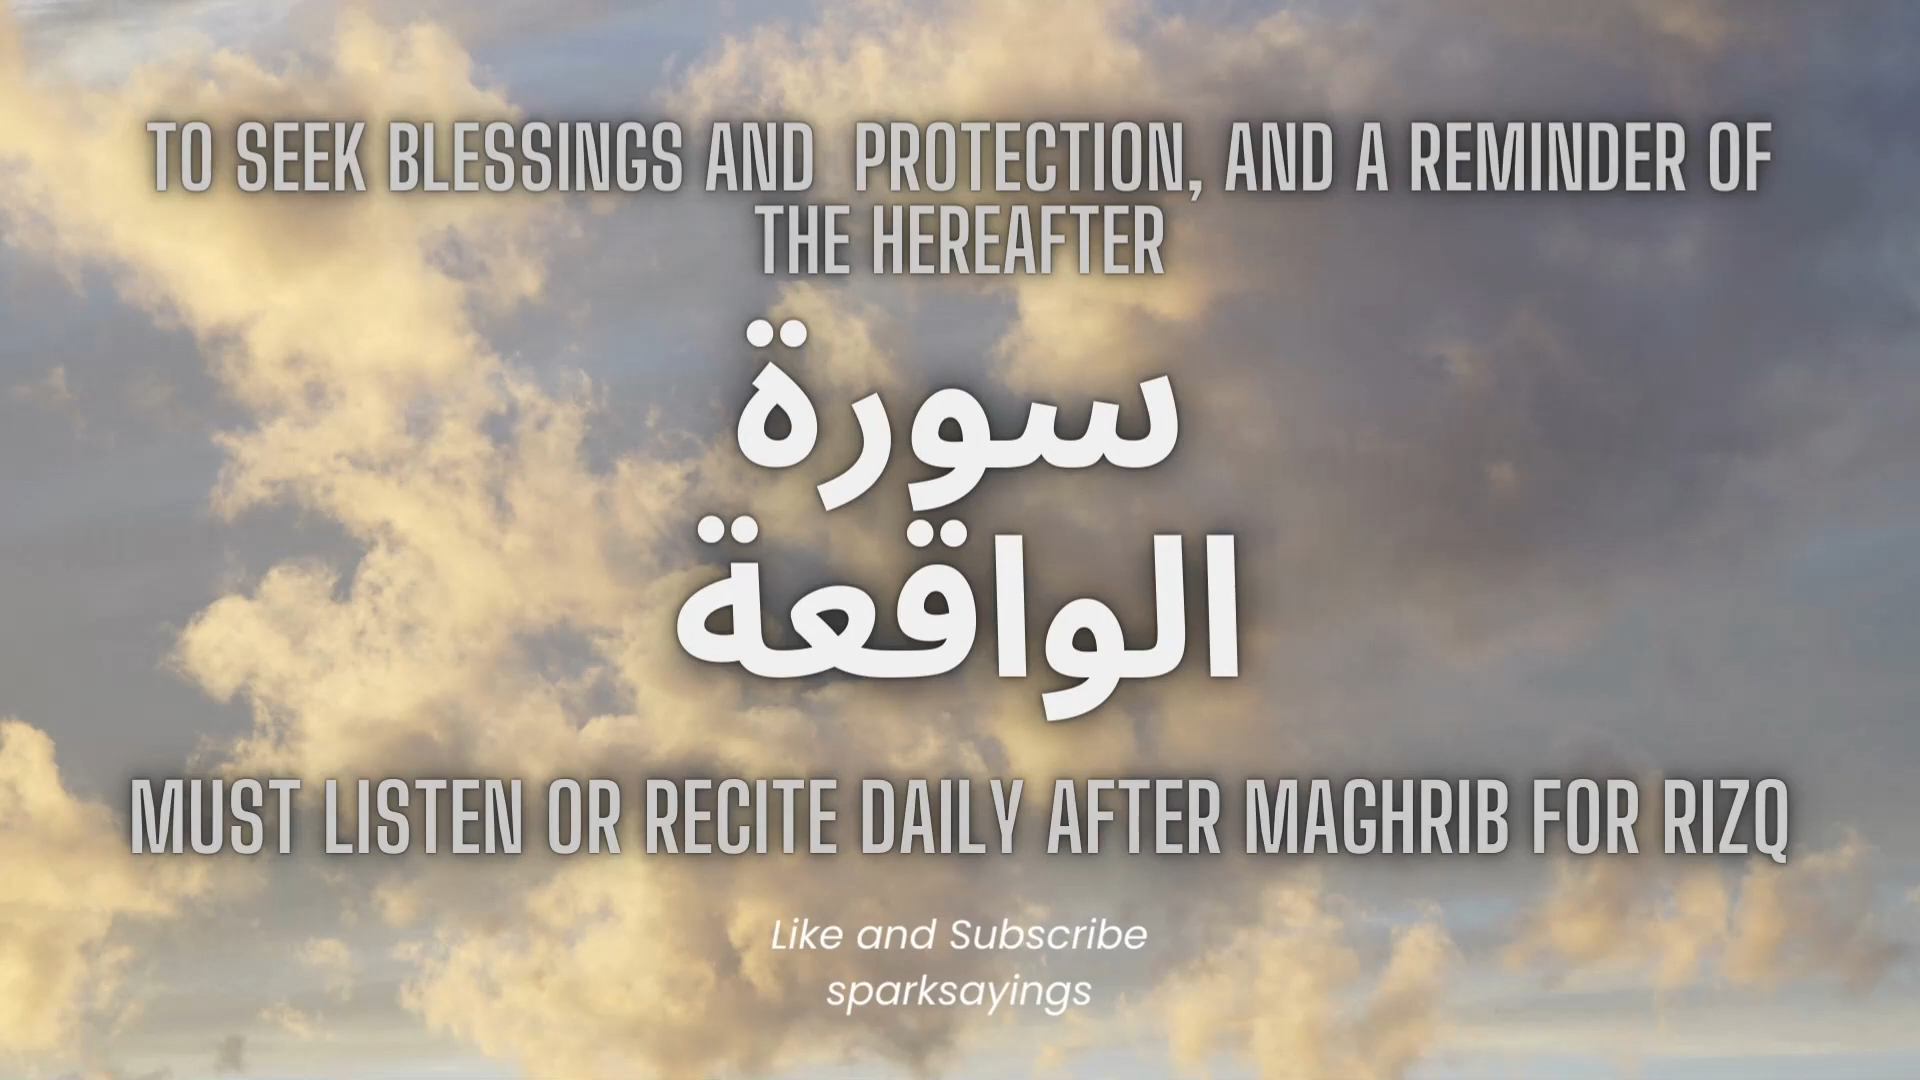 TO SEEK BLESSINGS AND PROTECTION, AND A REMINDER OF
THE HEREAFTER
سورة
الواقعة
MUST LISTEN OR RECITE DAILY AFTER MAGHRIB FOR RIZQ
Like and Subscribe
sparksayings